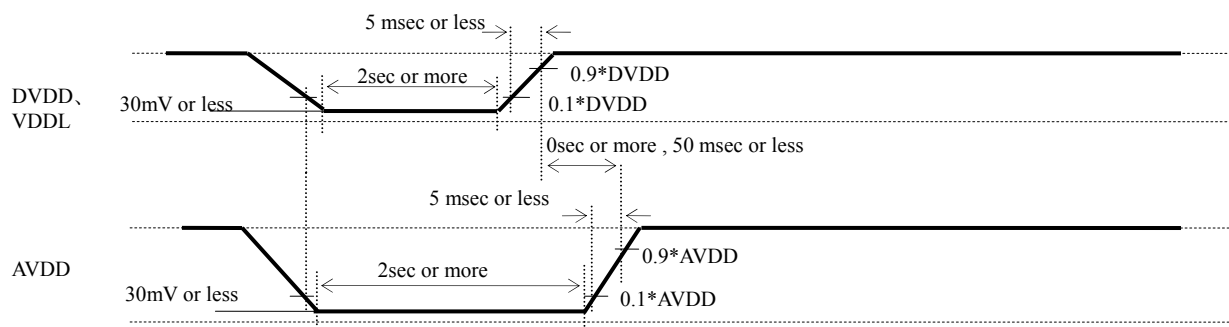 5 msec or less
2sec or more
0.9*DVDD
DVDD、
VDDL
30mV or less
0.1*DVDD
0sec or more , 50 msec or less
5 msec or less
0.9*AVDD
AVDD
2sec or more
30mV or less
0.1*AVDD